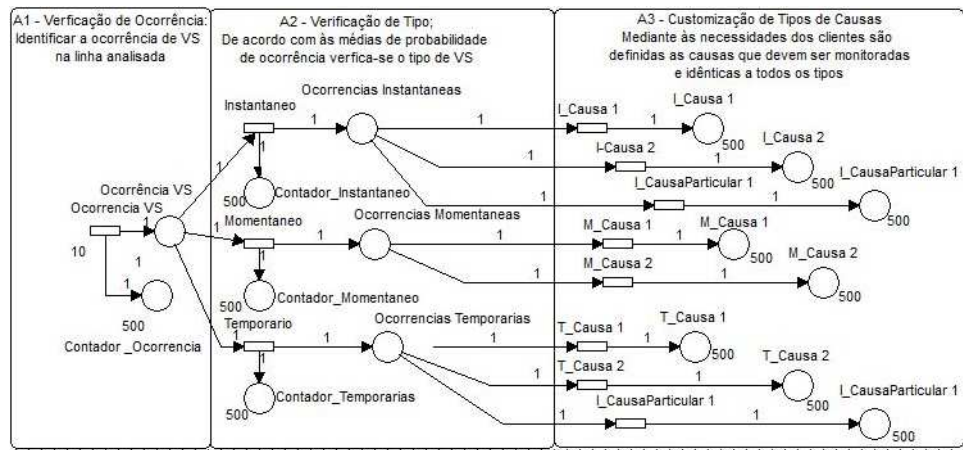 A1 - Verficação de Ocorrência:
Identificar a ocorrência de VS
na linha analisada
A2 - Verificação de Tipo;
De acordo com às médias de probabilidade
de ocorrência verfica-se o tipo de VS
A3 - Customização de Tipos de Causas
Mediante às necessidades dos clientes são
definidas as causas que devem ser monitoradas
e idênticas a todos os tipos
Ocorrência VS
Ocorrencia VS
1
10
1
1
500
Contador _Ocorrencia
Instantaneo
1
1
1
500
Contador_Instantaneo
Ocorrencias Instantaneas
Momentaneo
1
1
1
500
Contador_Momentaneo
Ocorrencias Momentaneas
Temporario
1
1
1
500
Contador_Temporarias
Ocorrencias Temporarias
1
I_Causa 1
1
I_Causa 1
500
1
I-Causa 2
1
I_Causa 2
500
1
I_CausaParticular 1
1
I_CausaParticular 1
500
1
M_Causa 1
1
M_Causa 1
500
1
M_Causa 2
1
M_Causa 2
500
1
T_Causa 1
1
T_Causa 1
500
1
T_Causa 2
1
T_Causa 2
500
1
I_CausaParticular 1
1
I_CausaParticular 1
500